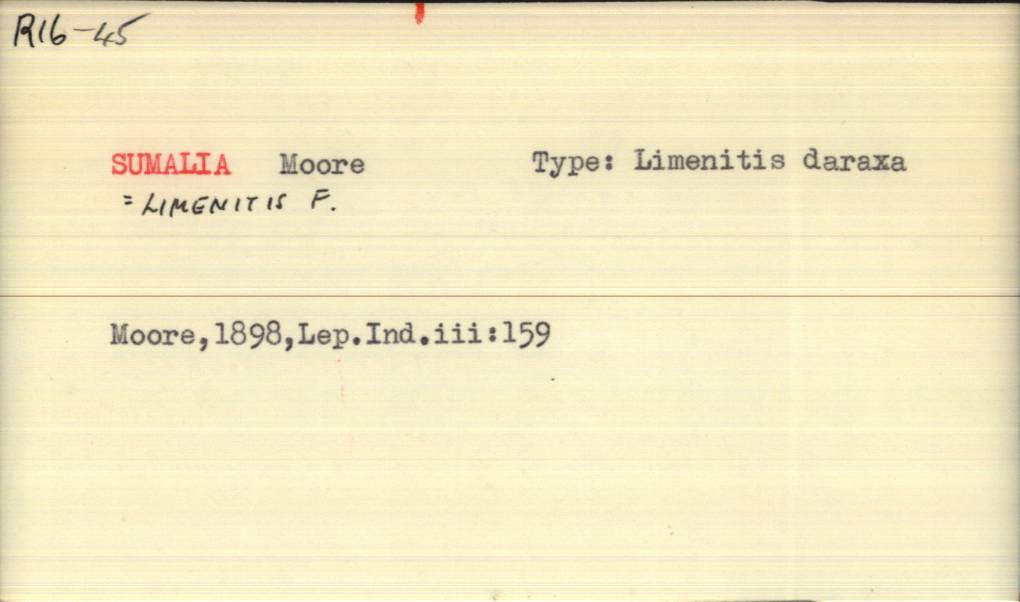 R16-45
SUMALIA Moore Type: Limenitis daraxa
= LIMENITIS F.
Moore,1898,Lep.Ind.iii:159